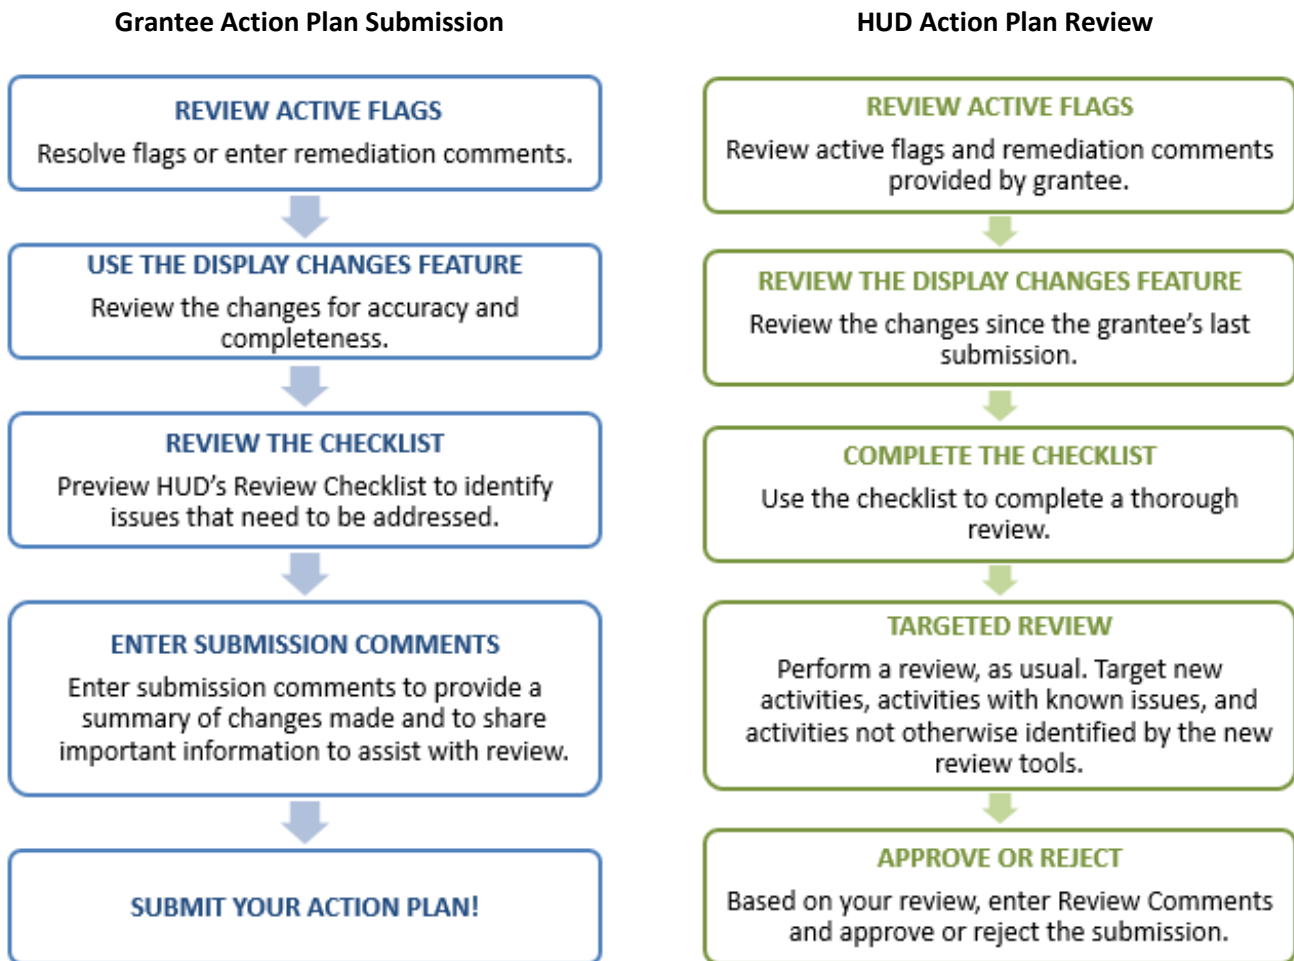 Grantee Action Plan Submission
REVIEW ACTIVE FLAGS
Resolve flags or enter remediation comments.
USE THE DISPLAY CHANGES FEATURE
Review the changes for accuracy and
completeness.
REVIEW THE CHECKLIST
Preview HUD's Review Checklist to identify
issues that need to be addressed.
ENTER SUBMISSION COMMENTS
Enter submission comments to provide a
summary of changes made and to share
important information to assist with review.
SUBMIT YOUR ACTION PLAN!
HUD Action Plan Review
REVIEW ACTIVE FLAGS
Review active flags and remediation comments
provided by grantee.
REVIEW THE DISPLAY CHANGES FEATURE
Review the changes since the grantee's last
submission.
COMPLETE THE CHECKLIST
Use the checklist to complete a thorough
review.
TARGETED REVIEW
Perform a review, as usual. Target new
activities, activities with known issues, and
activities not otherwise identified by the new
review tools.
APPROVE OR REJECT
Based on your review, enter Review Comments
and approve or reject the submission.